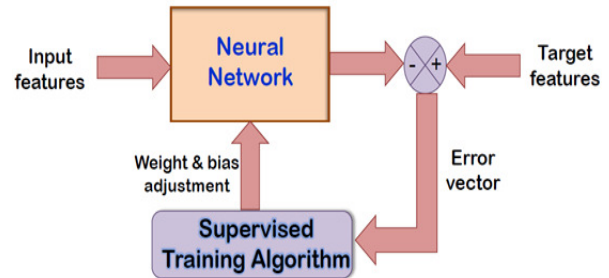 Input
features
Neural
Network
- +
Target
features
Weight & bias
adjustment
Error
vector
Supervised
Training Algorithm